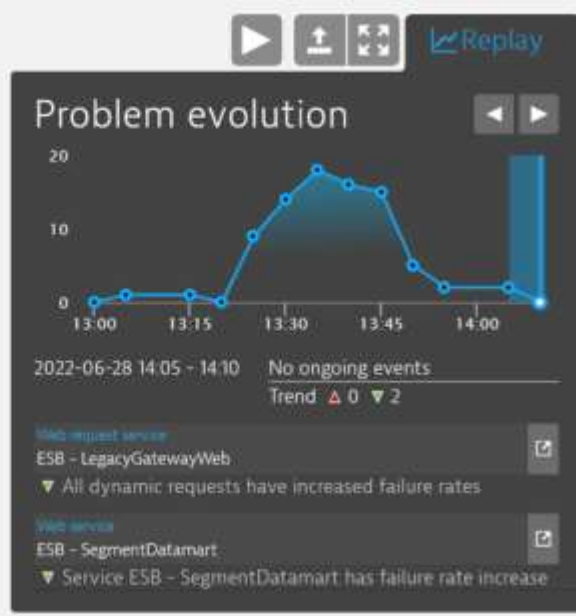 Replay
Problem evolution
20
10
0
13:00 13:15 13:30 13:45 14:00
2022-06-28 14:05 - 14:10 No ongoing events
Trend 0 2
Web request service
ESB - LegacyGatewayWeb
All dynamic requests have increased failure rates
Web service
ESB - SegmentDatamart
Service ESB - SegmentDatamart has failure rate increase